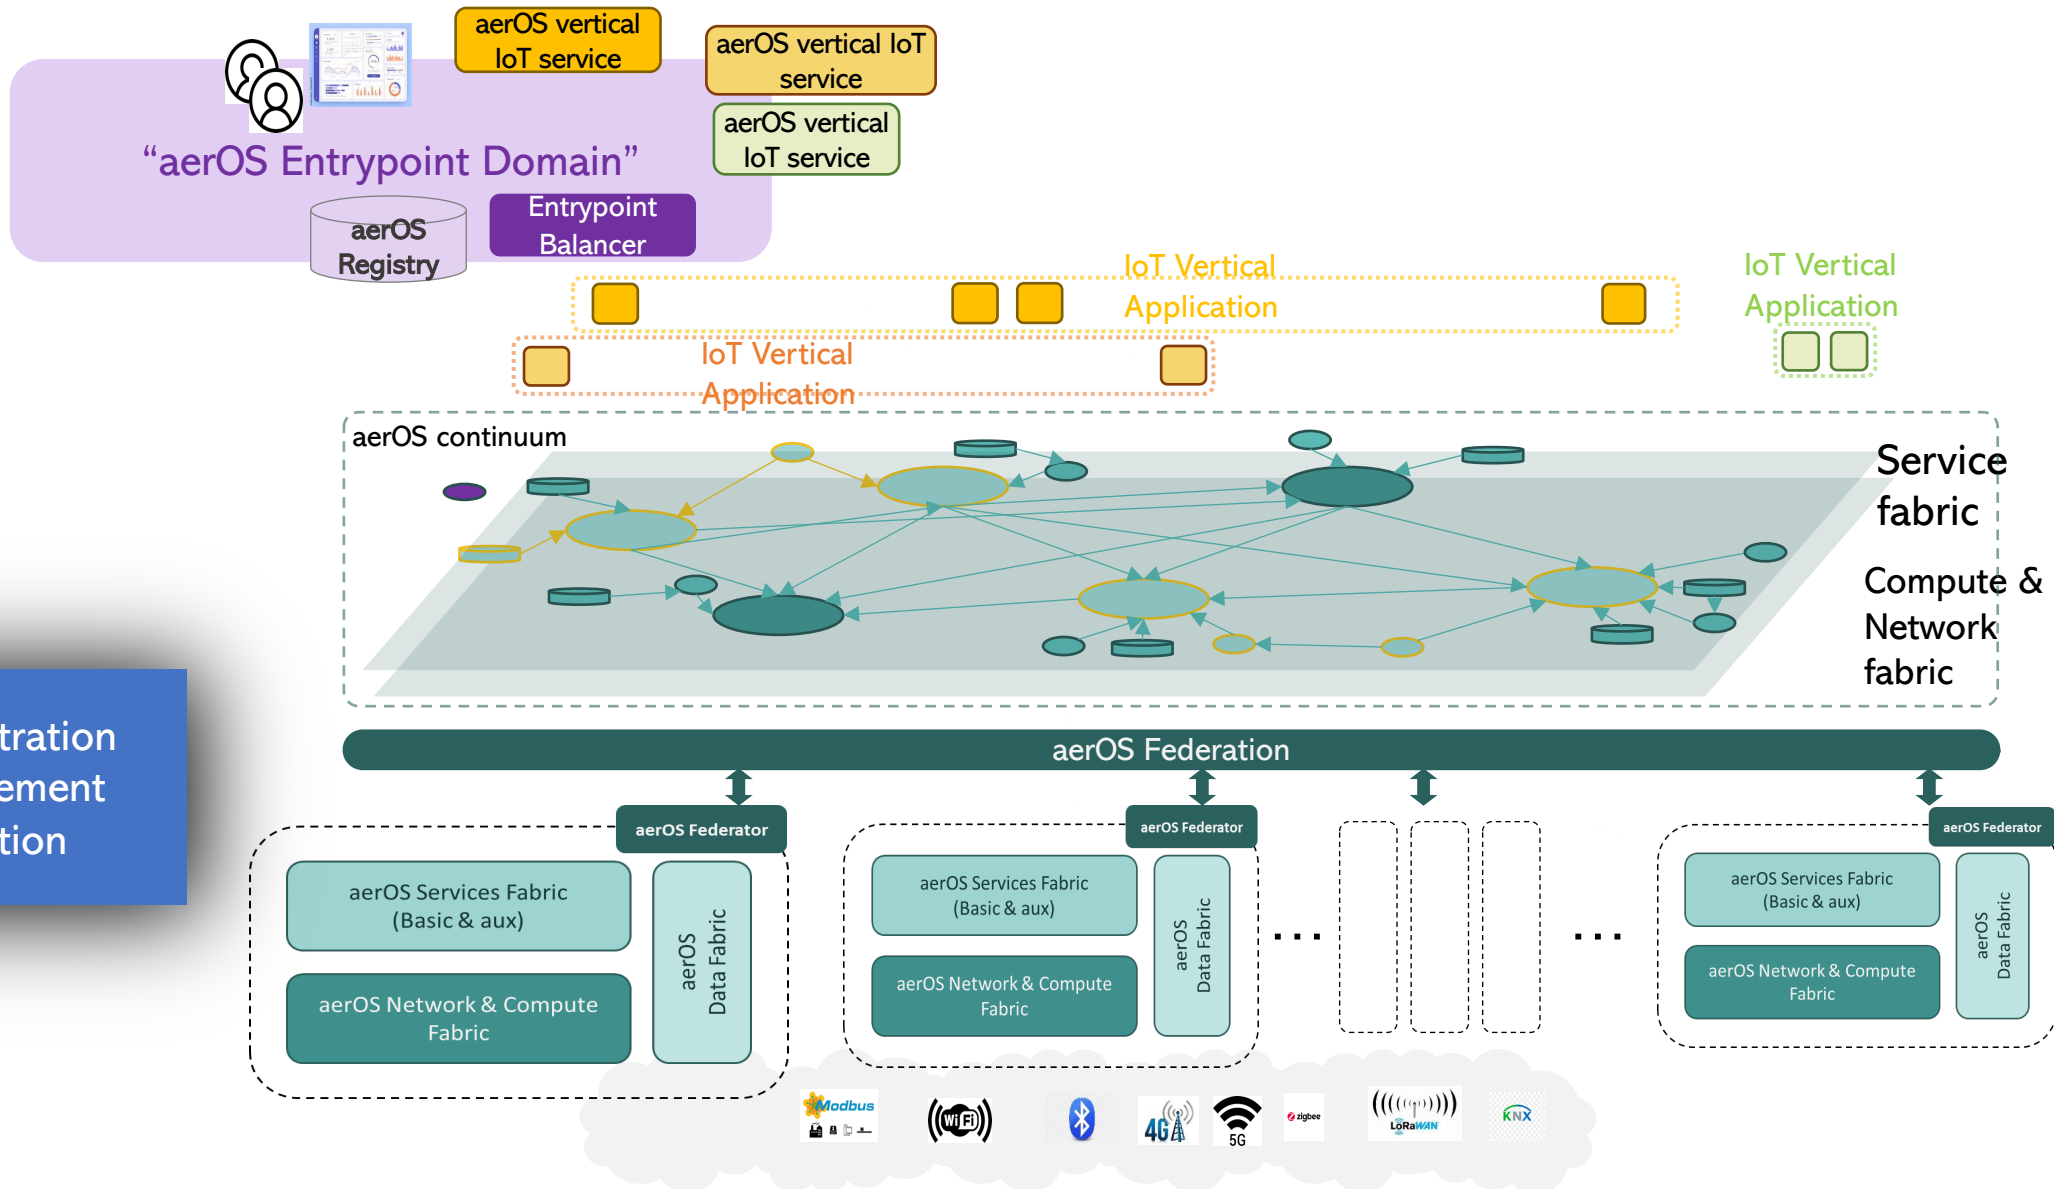 aerOS vertical
IoT service
aerOS vertical IoT
service
aerOS vertical
IoT service
“aerOS Entrypoint Domain”
aerOS
Registry
Entrypoint
Balancer
IoT Vertical
Application
IoT Vertical
Application
IoT Vertical
Application
aerOS continuum
Service
fabric
Compute &
Network
fabric
tration
ement
tion
aerOS Federation
aerOS Federator
aerOS Services Fabric
(Basic & aux)
aerOS Network & Compute
Fabric
aerOS
Data Fabric
aerOS Federator
aerOS Services Fabric
(Basic & aux)
aerOS Network & Compute
Fabric
aerOS
Data Fabric
...
...
aerOS Federator
aerOS Services Fabric
(Basic & aux)
aerOS Network & Compute
Fabric
aerOS
Data Fabric
Modbus
WiFi
4G
5G
zigbee
LoRaWAN
KNX